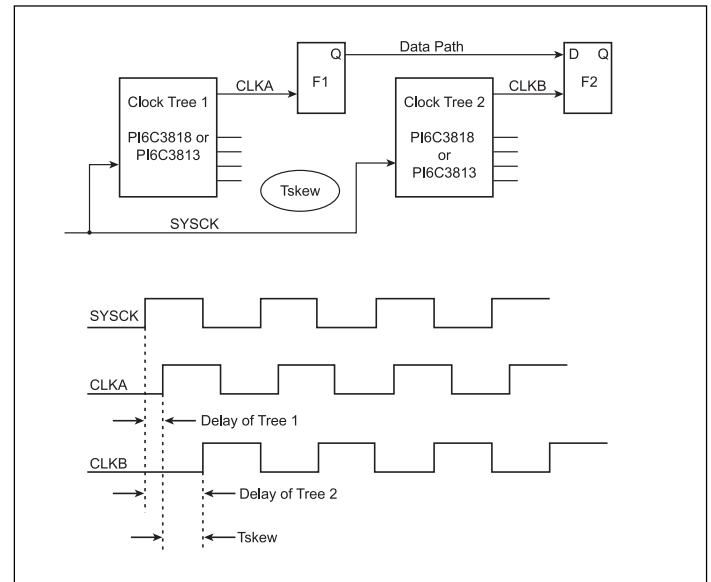 Data Path
Q
F1
D Q
F2
CLKA
CLKB
Clock Tree 1
PI6C3818 or
PI6C3813
Clock Tree 2
PI6C3818
or
PI6C3813
Tskew
SYSCK
SYSCK
CLKA
Delay of Tree 1
CLKB
Delay of Tree 2
Tskew